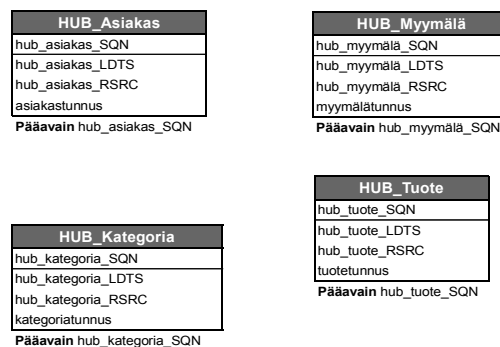 HUB_Asiakas
hub_asiakas_SQN
hub_asiakas_LDTS
hub_asiakas_RSRC
asiakastunnus
Pääavain hub_asiakas_SQN
HUB_Myymälä
hub_myymälä_SQN
hub_myymälä_LDTS
hub_myymälä_RSRC
myymälätunnus
Pääavain hub_myymälä_SQN
HUB_Kategoria
hub_kategoria_SQN
hub_kategoria_LDTS
hub_kategoria_RSRC
kategoriatunnus
Pääavain hub_kategoria_SQN
HUB_Tuote
hub_tuote_SQN
hub_tuote_LDTS
hub_tuote_RSRC
tuotetunnus
Pääavain hub_tuote_SQN